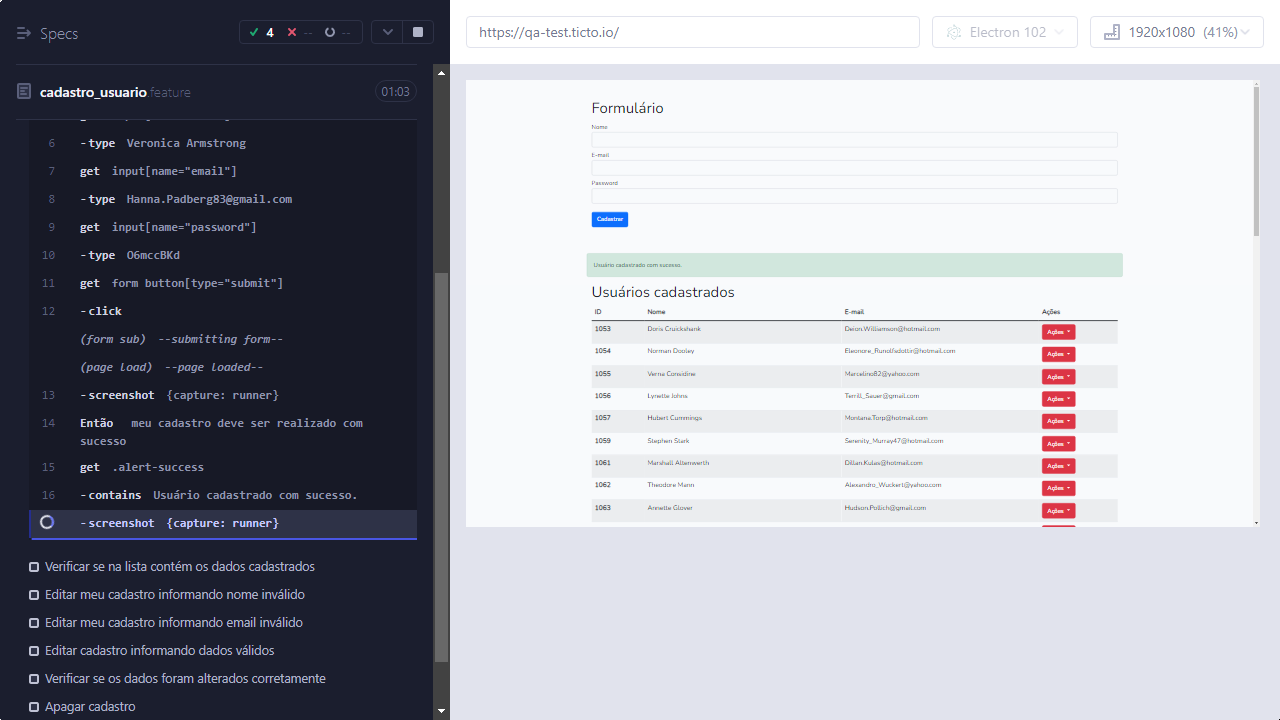 Specs
4
--
--
cadastro_usuario.feature
01:03
6 -type Veronica Armstrong
7 get input[name="email"]
8 -type Hanna.Padberg83@gmail.com
9 get input[name="password"]
10 -type O6mccBKd
11 get form button[type="submit"]
12 -click
(form sub) --submitting form--
(page load) --page loaded--
13 -screenshot {capture: runner}
14 Então meu cadastro deve ser realizado com
sucesso
15 get .alert-success
16 -contains Usuário cadastrado com sucesso.
-screenshot {capture: runner}
Verificar se na lista contém os dados cadastrados
Editar meu cadastro informando nome inválido
Editar meu cadastro informando email inválido
Editar cadastro informando dados válidos
Verificar se os dados foram alterados corretamente
Apagar cadastro
https://qa-test.ticto.io/
Electron 102
1920x1080 (41%)
Formulário
Nome
E-mail
Password
Cadastrar
Usuário cadastrado com sucesso.
Usuários cadastrados
ID Nome E-mail Ações
1053 Doris Cruickshank Deion.Williamson@hotmail.com Ações
1054 Norman Dooley Eleonore_Runolfsdottir@hotmail.com Ações
1055 Verna Considine Marcelino82@yahoo.com Ações
1056 Lynette Johns Terrill_Sauer@gmail.com Ações
1057 Hubert Cummings Montana.Torp@hotmail.com Ações
1059 Stephen Stark Serenity_Murray47@hotmail.com Ações
1061 Marshall Altenwerth Dillan.Kulas@hotmail.com Ações
1062 Theodore Mann Alexandro_Wuckert@yahoo.com Ações
1063 Annette Glover Hudson.Pollich@gmail.com Ações